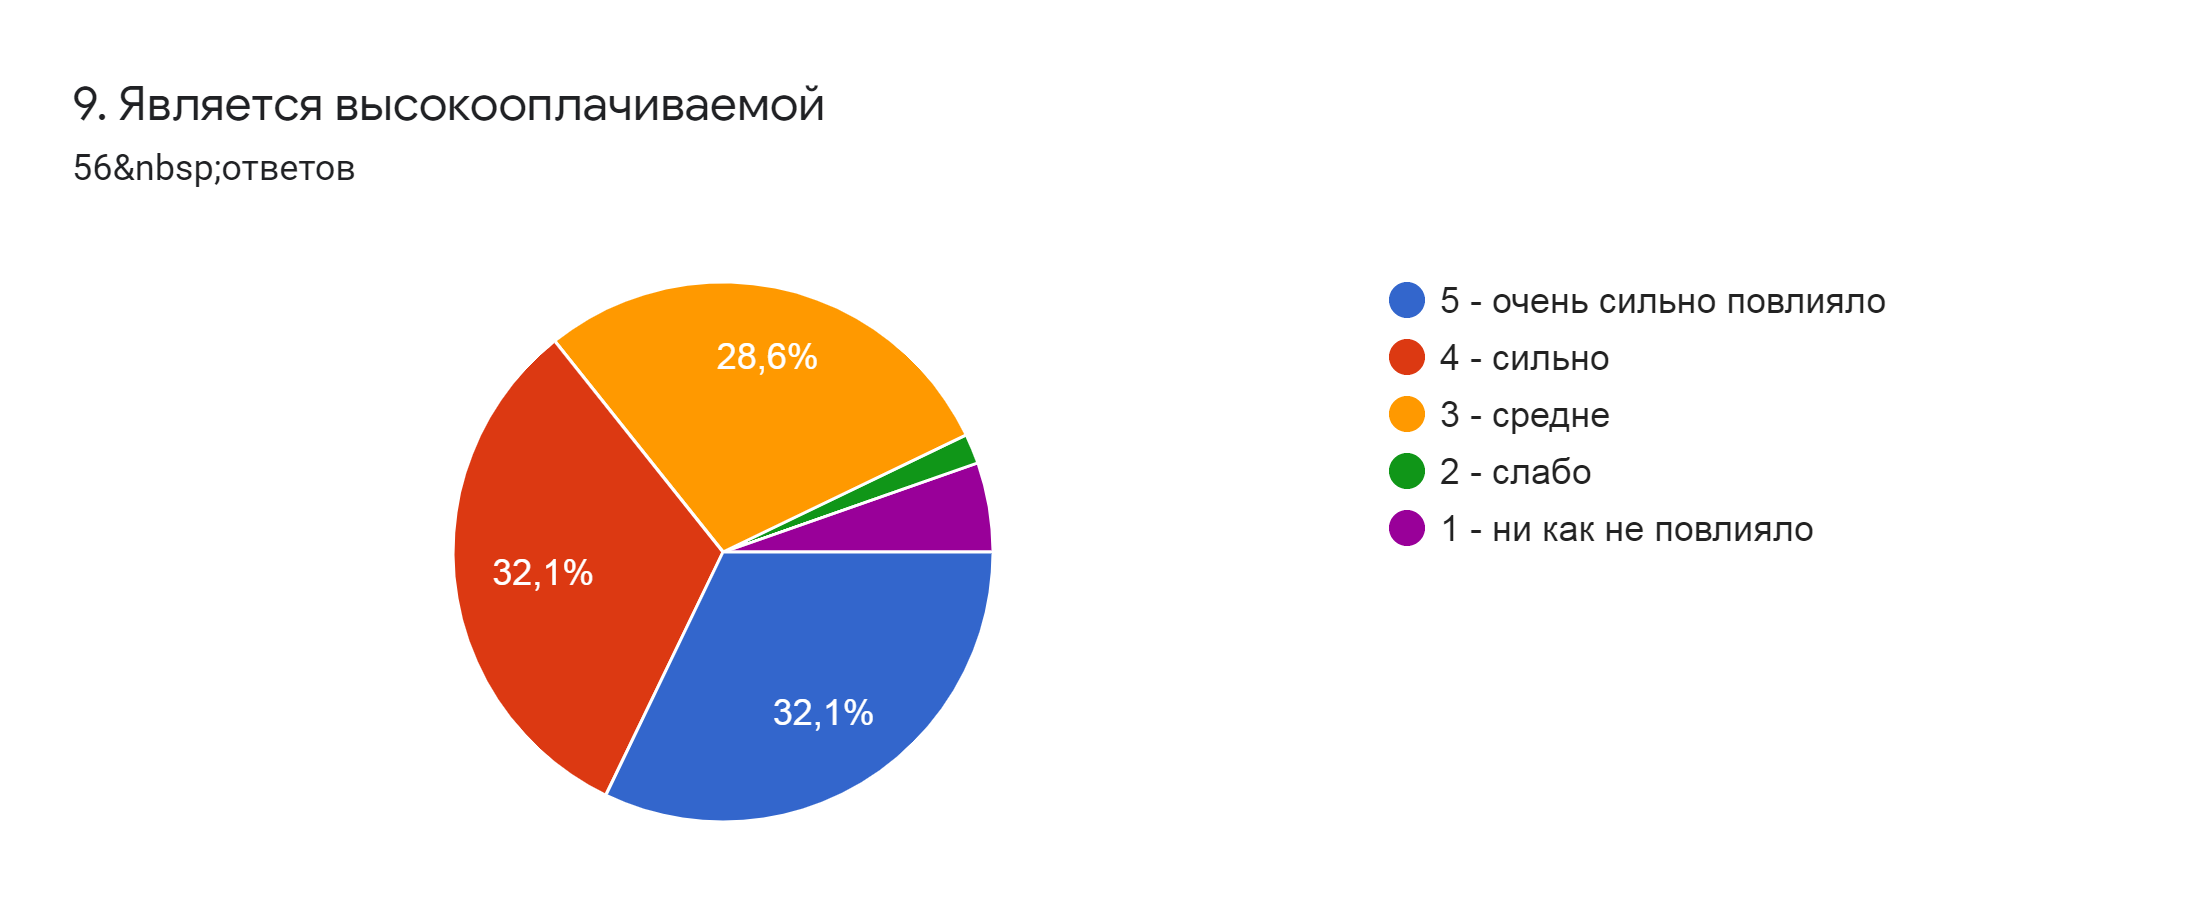 9. Является высокооплачиваемой
56&nbsp;ответов
28,6%
32,1%
32,1%
5 - очень сильно повлияло
4 - сильно
3 - средне
2 - слабо
1 - ни как не повлияло